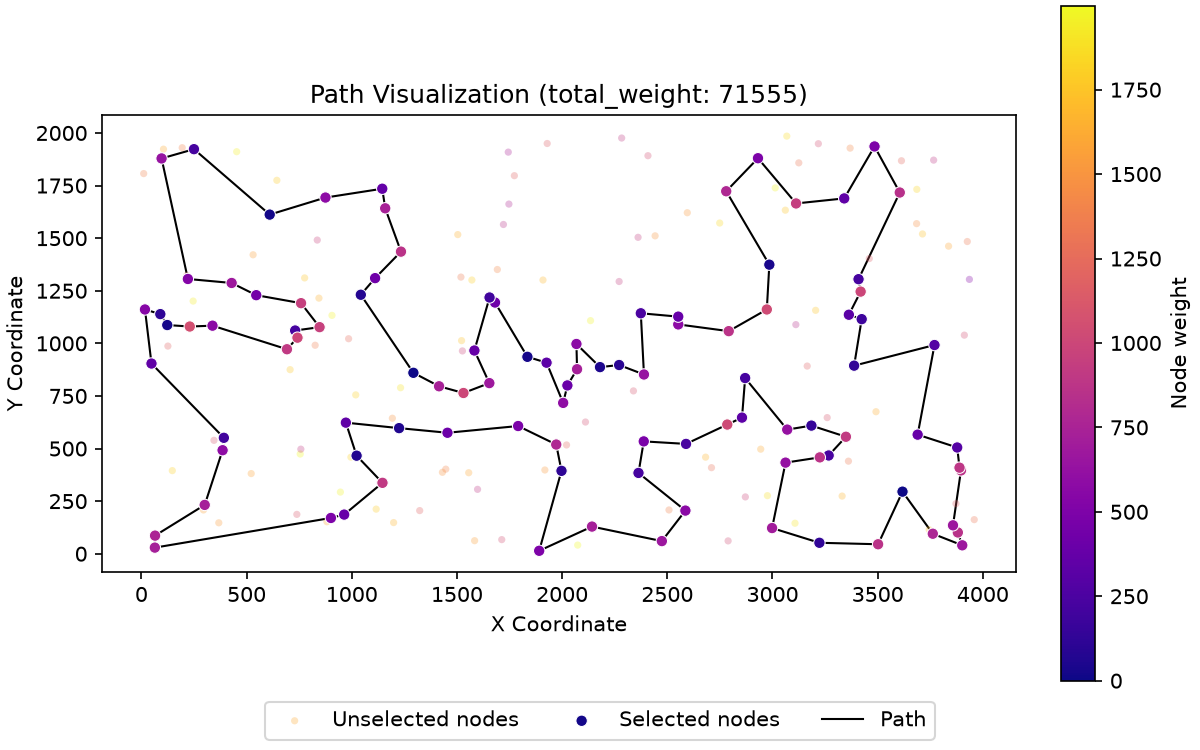 Path Visualization (total_weight: 71555)
2000
1750
1500
1250
1000
750
500
250
0
Y Coordinate
0 500 1000 1500 2000 2500 3000 3500 4000
X Coordinate
1750
1500
1250
1000
750
500
250
0
Node weight
Unselected nodes Selected nodes Path